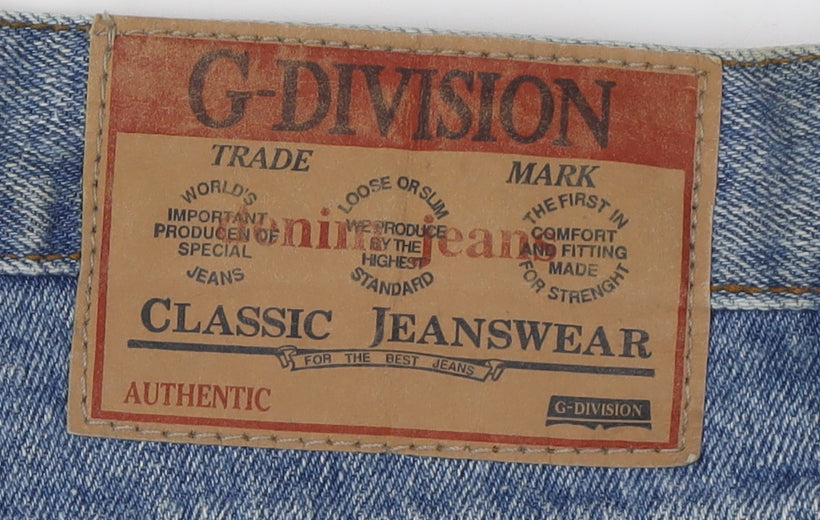 G-DIVISION
TRADE MARK
WORLD'S
IMPORTANT
PRODUCEN OF
SPECIAL
JEANS
LOOSE OR SLIM
WE PRODUCE
BY THE
HIGHEST
STANDARD
THE FIRST IN
COMFORT
AND FITTING
MADE
FOR STRENGHT
denim jeans
CLASSIC JEANSWEAR
FOR THE BEST JEANS
AUTHENTIC
G-DIVISION